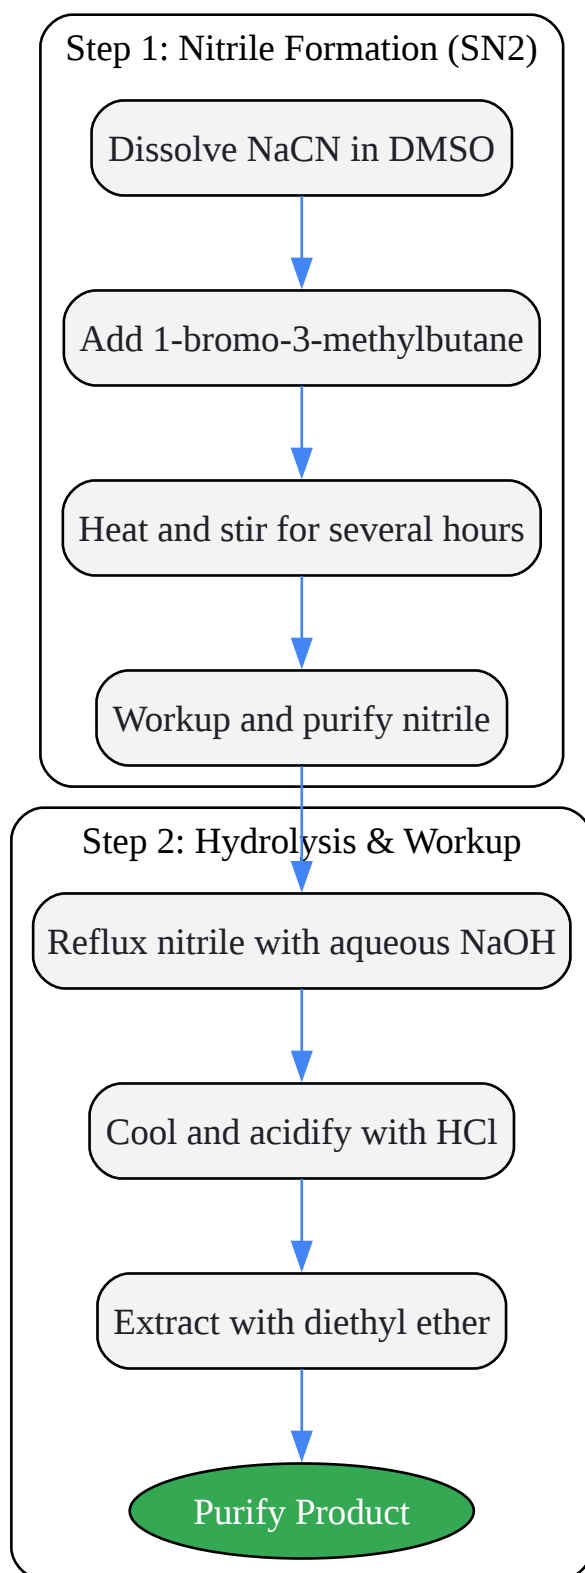 Step 1: Nitrile Formation (SN2)
Dissolve NaCN in DMSO
Add 1-bromo-3-methylbutane
Heat and stir for several hours
Workup and purify nitrile
Step 2: Hydrolysis & Workup
Reflux nitrile with aqueous NaOH
Cool and acidify with HCl
Extract with diethyl ether
Purify Product